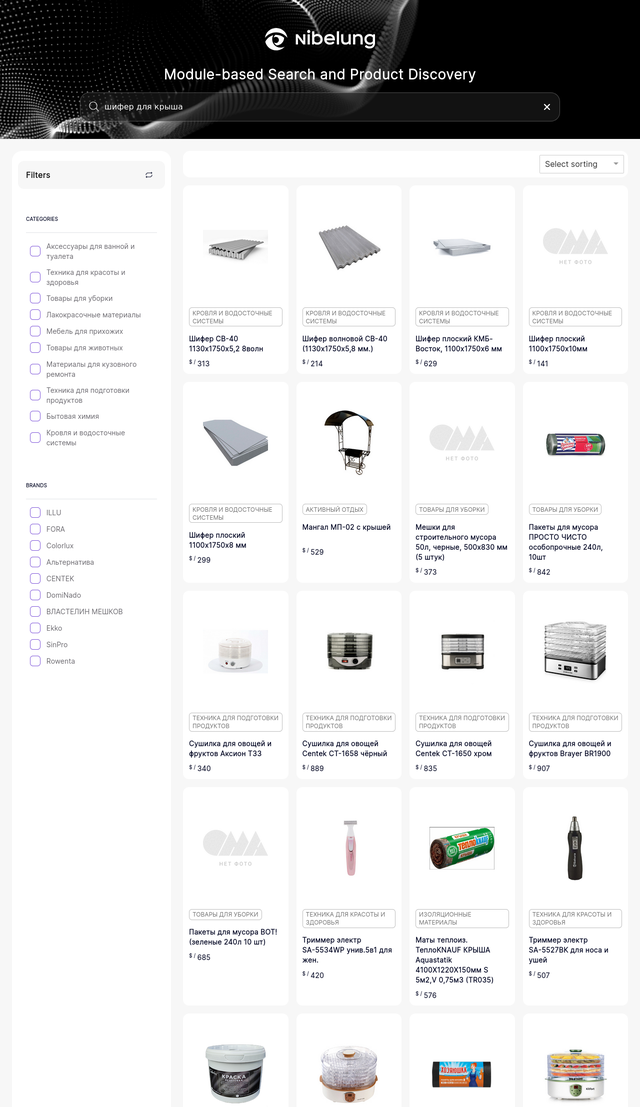 Nibelung
Module-based Search and Product Discovery
шифер для крыша
Filters
CATEGORIES
Аксессуары для ванной и
туалета
Техника для красоты и
здоровья
Товары для уборки
Лакокрасочные материалы
Мебель для прихожих
Товары для животных
Материалы для кузовного
ремонта
Техника для подготовки
продуктов
Бытовая химия
Кровля и водосточные
системы
BRANDS
ILLU
FORA
Colorlux
Альтернатива
CENTEK
DomiNado
ВЛАСТЕЛИН МЕШКОВ
Ekko
SinPro
Rowenta
Select sorting
КРОВЛЯ И ВОДОСТОЧНЫЕ
СИСТЕМЫ
Шифер СВ-40
1130х1750х5,2 8волн
$ / 313
КРОВЛЯ И ВОДОСТОЧНЫЕ
СИСТЕМЫ
Шифер волновой СВ-40
(1130х1750х5,8 мм.)
$ / 214
КРОВЛЯ И ВОДОСТОЧНЫЕ
СИСТЕМЫ
Шифер плоский КМБ-
Восток, 1100х1750х6 мм
$ / 629
НЕТ ФОТО
КРОВЛЯ И ВОДОСТОЧНЫЕ
СИСТЕМЫ
Шифер плоский
1100х1750х10мм
$ / 141
КРОВЛЯ И ВОДОСТОЧНЫЕ
СИСТЕМЫ
Шифер плоский
1100х1750х8 мм
$ / 299
АКТИВНЫЙ ОТДЫХ
Мангал МП-02 с крышей
$ / 529
НЕТ ФОТО
ТОВАРЫ ДЛЯ УБОРКИ
Мешки для
строительного мусора
50л, черные, 500х830 мм
(5 штук)
$ / 373
ТОВАРЫ ДЛЯ УБОРКИ
Пакеты для мусора
ПРОСТО ЧИСТО
особопрочные 240л,
10шт
$ / 842
ТЕХНИКА ДЛЯ ПОДГОТОВКИ
ПРОДУКТОВ
Сушилка для овощей и
фруктов Аксион Т33
$ / 340
ТЕХНИКА ДЛЯ ПОДГОТОВКИ
ПРОДУКТОВ
Сушилка для овощей
Centek CT-1658 чёрный
$ / 889
ТЕХНИКА ДЛЯ ПОДГОТОВКИ
ПРОДУКТОВ
Сушилка для овощей
Centek CT-1650 хром
$ / 835
ТЕХНИКА ДЛЯ ПОДГОТОВКИ
ПРОДУКТОВ
Сушилка для овощей и
фруктов Brayer BR1900
$ / 907
НЕТ ФОТО
ТОВАРЫ ДЛЯ УБОРКИ
Пакеты для мусора ВОТ!
(зеленые 240л 10 шт)
$ / 685
ТЕХНИКА ДЛЯ КРАСОТЫ И
ЗДОРОВЬЯ
Триммер электр
SA-5534WP унив.5в1 для
жен.
$ / 420
ИЗОЛЯЦИОННЫЕ
МАТЕРИАЛЫ
Маты теплоиз.
ТеплоKNAUF КРЫША
Aquastatik
4100Х1220Х150мм S
5м2,V 0,75м3 (TR035)
$ / 576
ТЕХНИКА ДЛЯ КРАСОТЫ И
ЗДОРОВЬЯ
Триммер электр
SA-5527BK для носа и
ушей
$ / 507
КРАСКА
ХОЗЯЮШКА